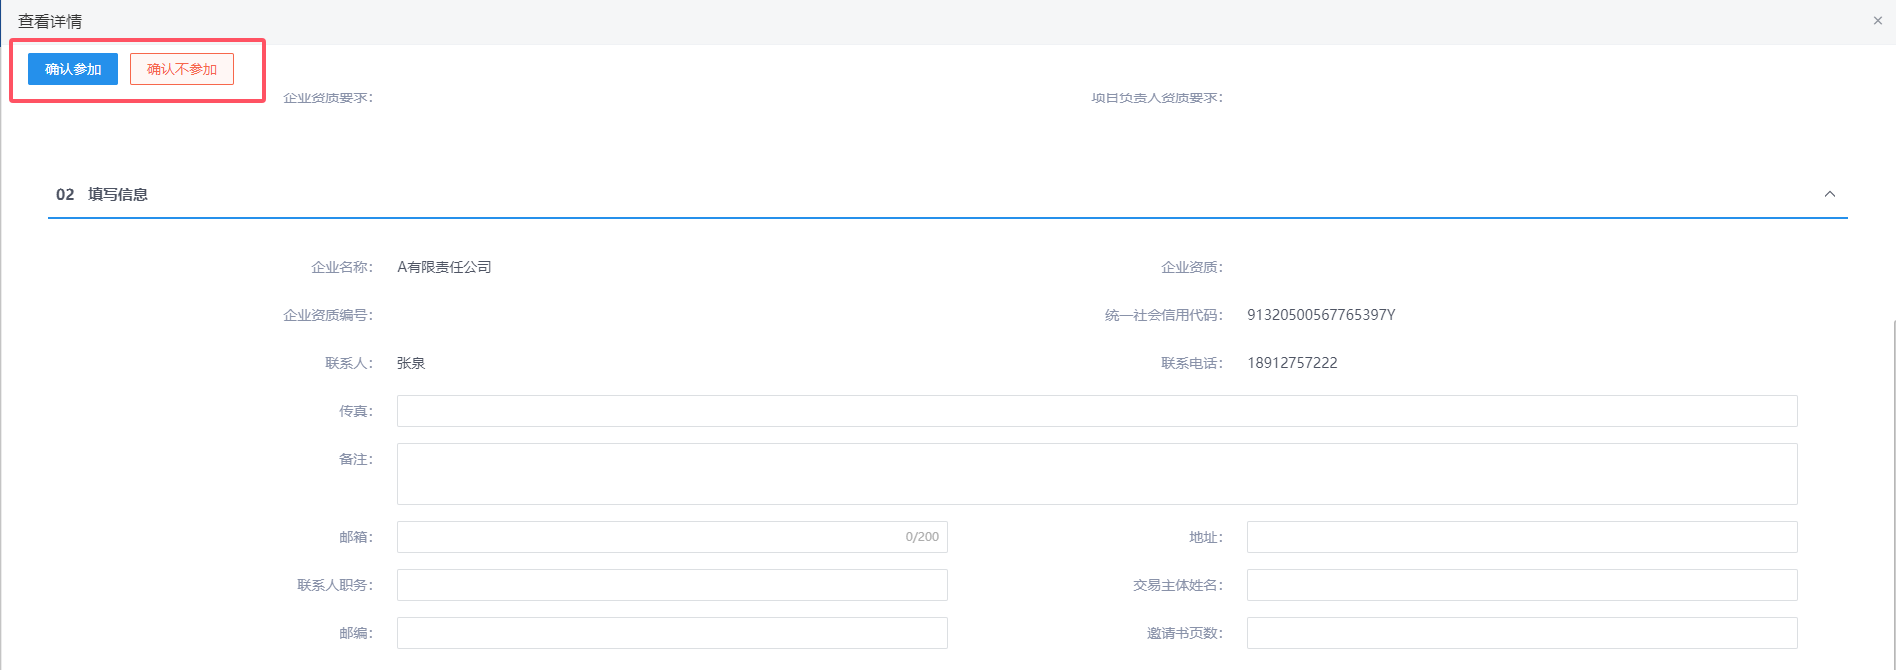 查看详情
确认参加 确认不参加
企业资质要求： 项目负责人资质要求：
02 填写信息
企业名称： A有限责任公司 企业资质：
企业资质编号： 统一社会信用代码： 91320500567765397Y
联系人： 张泉 联系电话： 18912757222
传真：
备注：
邮箱： 0/200 地址：
联系人职务： 交易主体姓名：
邮编： 邀请书页数：